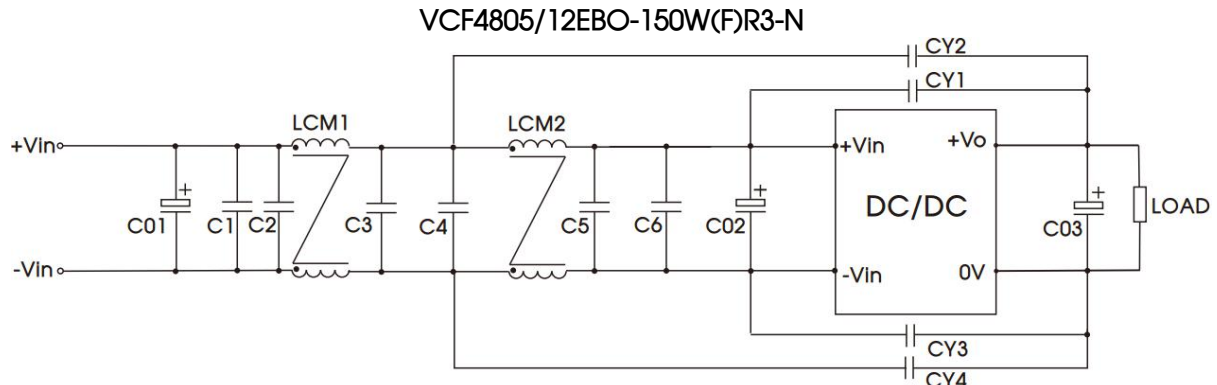 VCF4805/12EBO-150W(F)R3-N
CY2
CY1
LCM1
LCM2
+Vin
+Vin
+Vo
+
+
+
C01
C1
C2
C3
C4
C5
C6
C02
DC/DC
C03
LOAD
-Vin
-Vin
0V
CY3
CY4